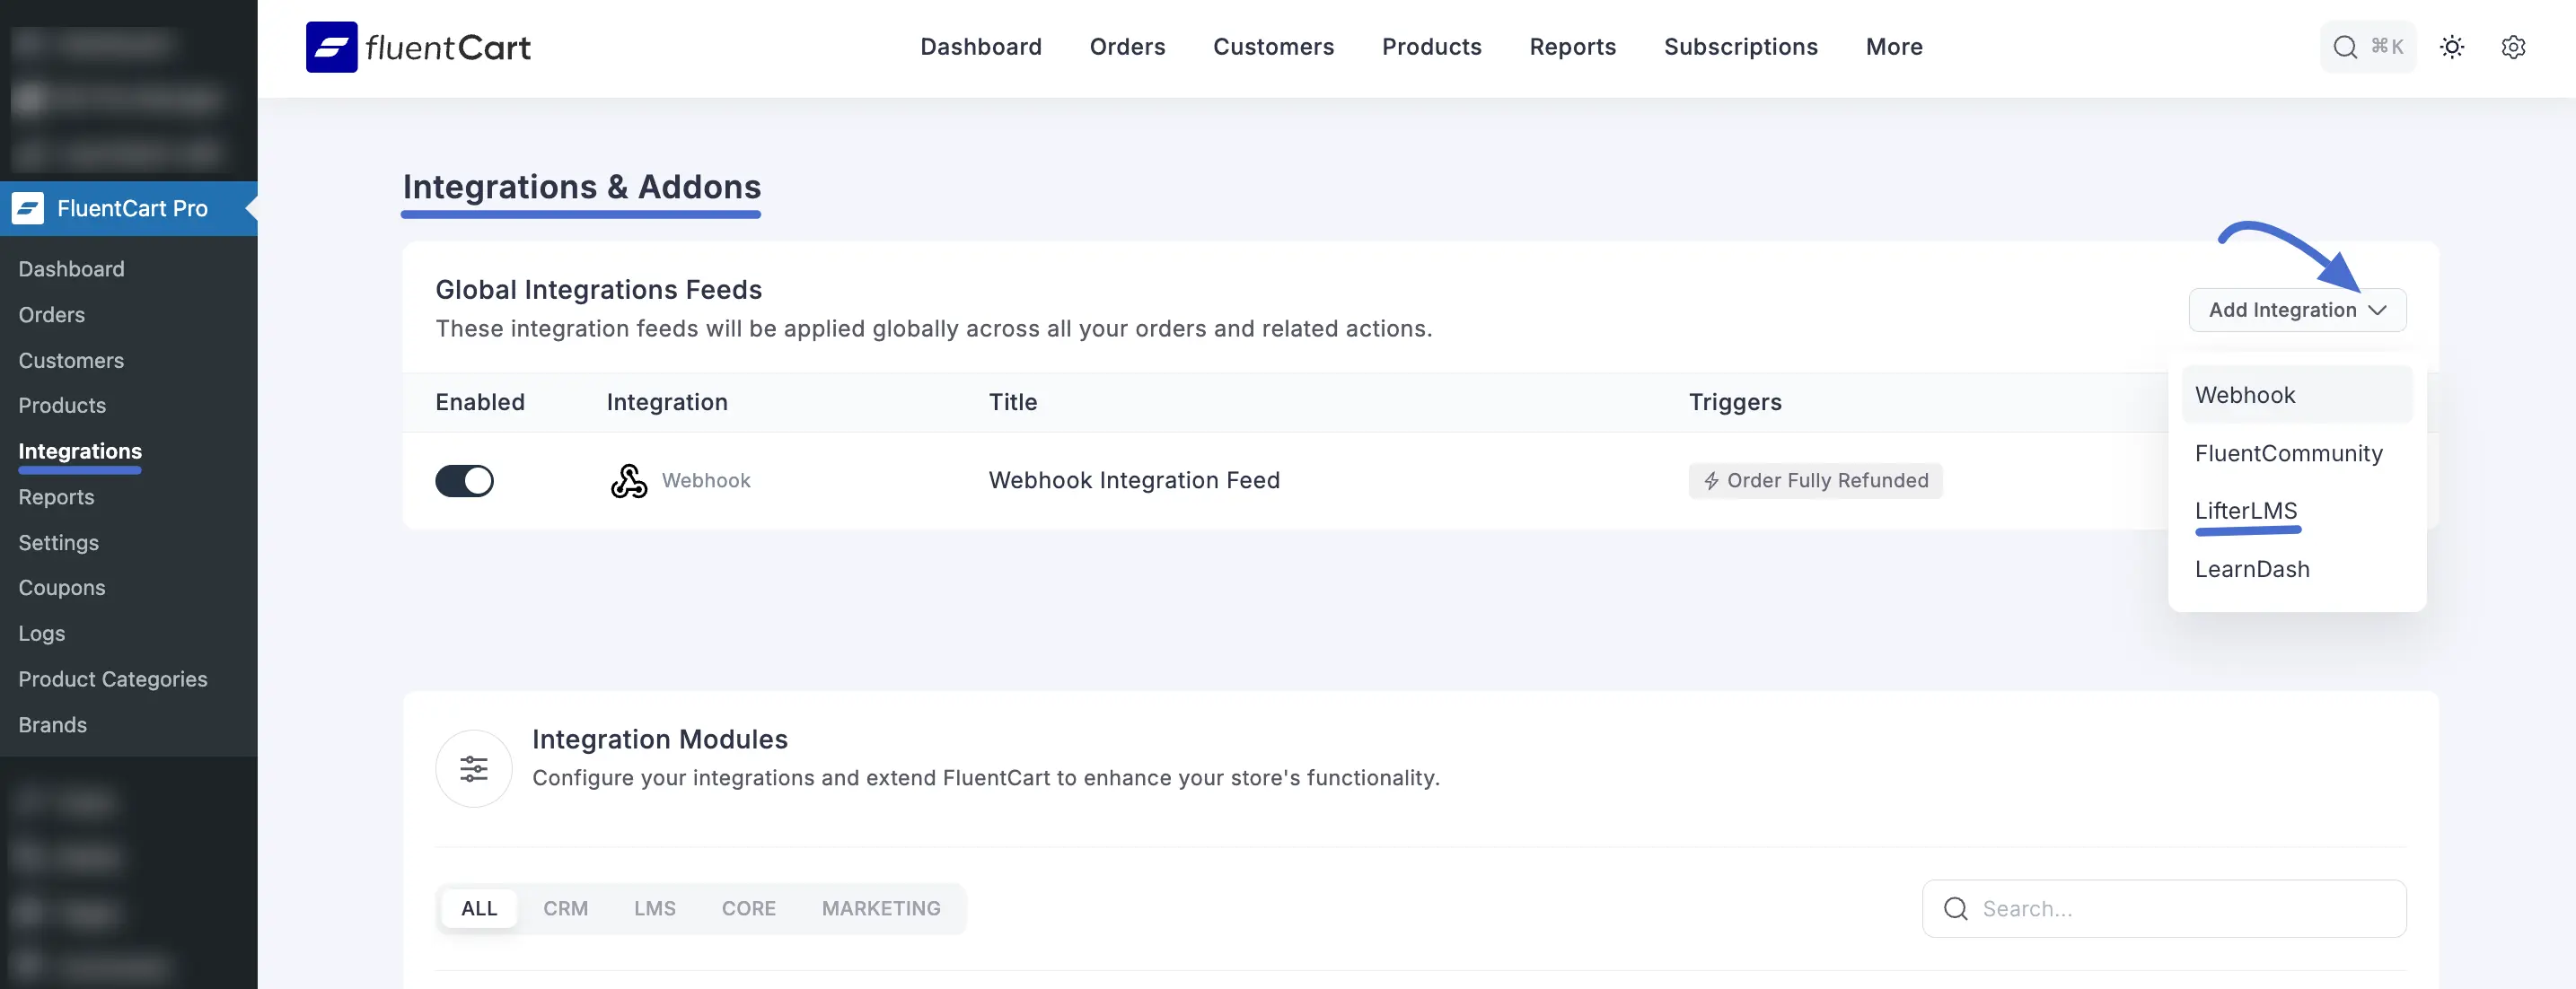 fluentCart
Dashboard
Orders
Customers
Products
Reports
Subscriptions
More
⌘K
FluentCart Pro
Dashboard
Orders
Customers
Products
Integrations
Reports
Settings
Coupons
Logs
Product Categories
Brands
Integrations & Addons
Global Integrations Feeds
These integration feeds will be applied globally across all your orders and related actions.
Add Integration
Webhook
FluentCommunity
LifterLMS
LearnDash
Enabled Integration Title Triggers
Webhook Webhook Integration Feed Order Fully Refunded
Integration Modules
Configure your integrations and extend FluentCart to enhance your store's functionality.
ALL CRM LMS CORE MARKETING
Search...